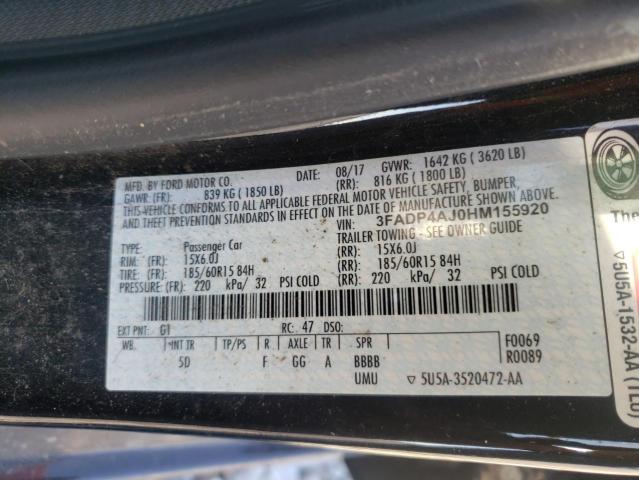 MFD. BY FORD MOTOR CO.
08/17
GVWR: 1642 KG ( 3620 LB)
GAWR: (FR): 839 KG ( 1850 LB)
(RR): 816 KG ( 1800 LB)
THIS VEHICLE CONFORMS TO ALL APPLICABLE FEDERAL MOTOR VEHICLE SAFETY, BUMPER,
AND THEFT PREVENTION STANDARDS IN EFFECT ON THE DATE OF MANUFACTURE SHOWN ABOVE.
VIN: 3FADP4AJ0HM155920
TYPE: Passenger Car
TRAILER TOWING - SEE OWNER GUIDE
RIM: (FR): 15X6.0J
(RR): 15X6.0J
TIRE: (FR): 185/60R15 84H
(RR): 185/60R15 84H
PRESSURE: (FR): 220 kPa/ 32 PSI COLD
(RR): 220 kPa/ 32 PSI COLD
EXT PNT: G1 RC: 47 DSO:
WB INT TR TP/PS R AXLE TR SPR
5D F GG A BBBB
UMU
F0069
R0089
▽ 5U5A-3520472-AA
▽ 5U5A-1532-AA (TLU)